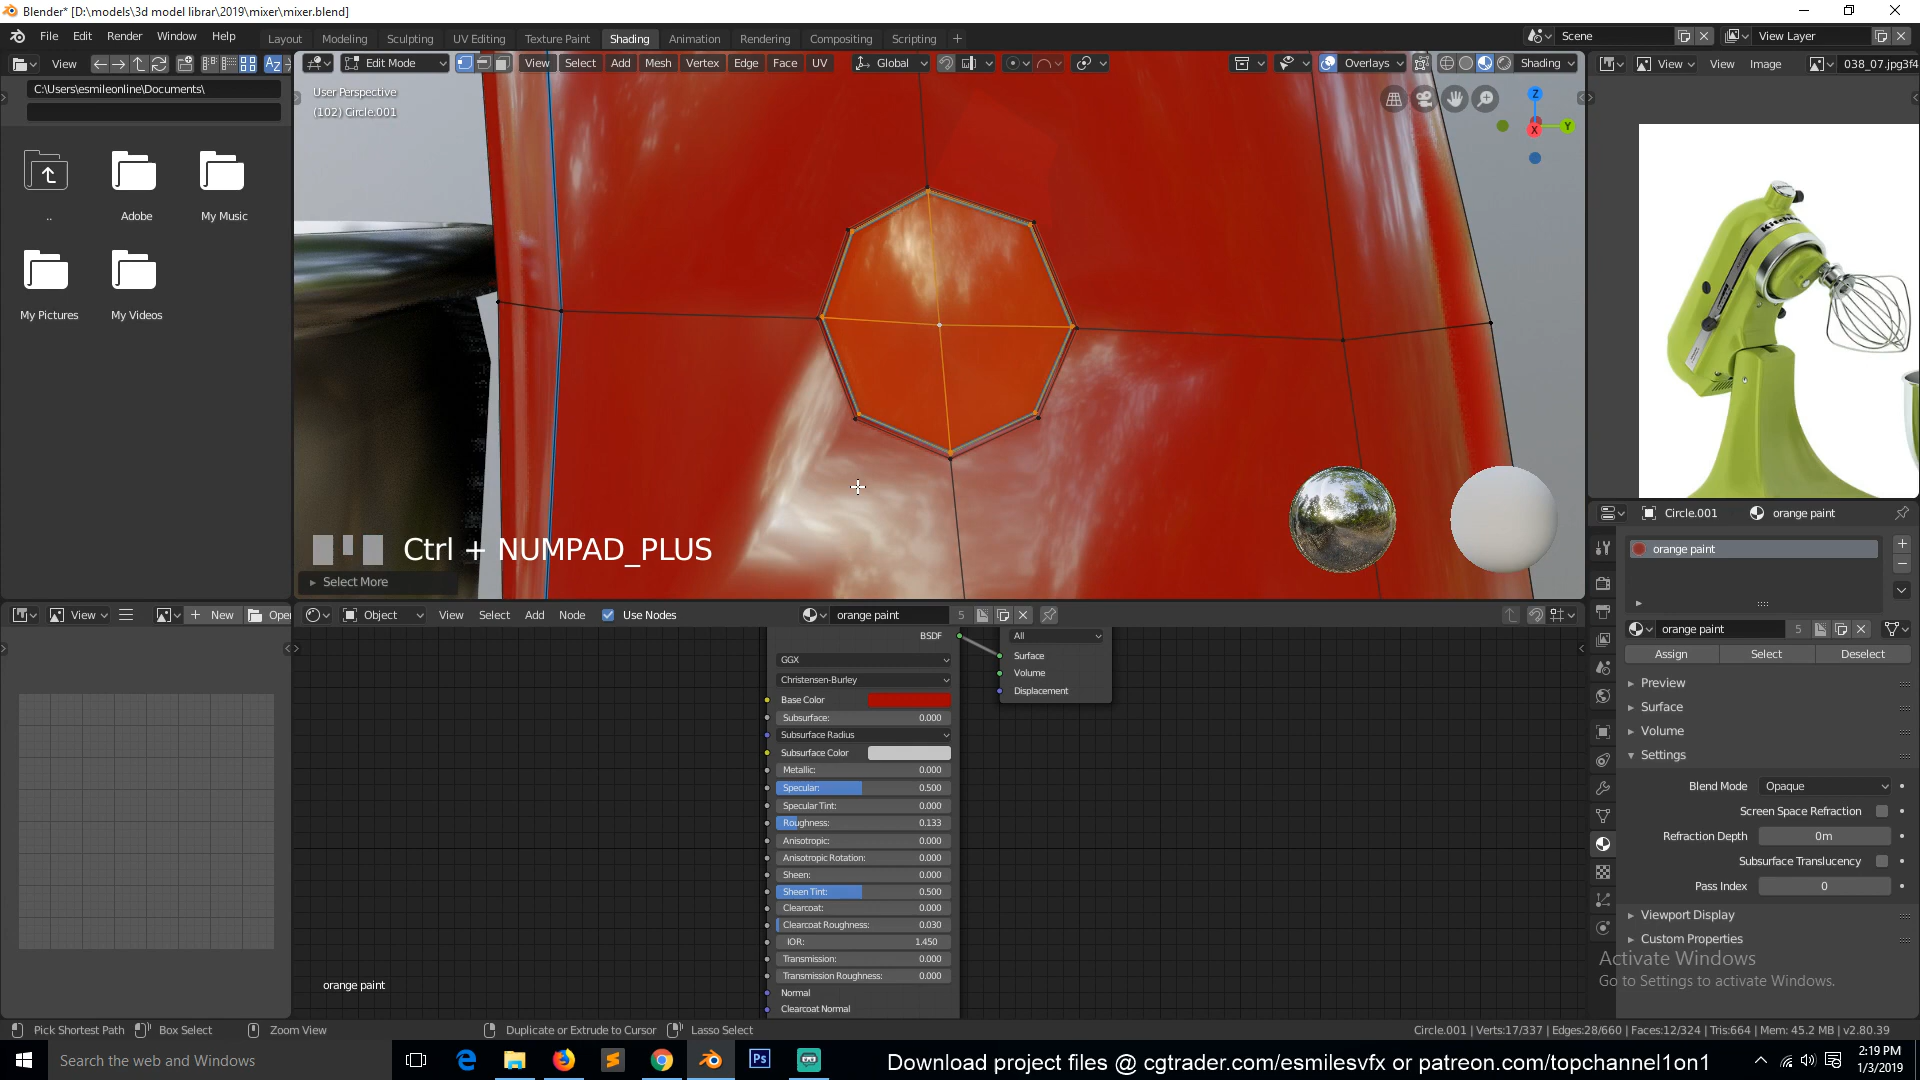 Blender* [D:\models\3d model librar\2019\mixer\mixer.blend]
File Edit Render Window Help
Layout Modeling Sculpting UV Editing Texture Paint Shading Animation Rendering Compositing Scripting +
Scene
View Layer
View
Edit Mode
View Select Add Mesh Vertex Edge Face UV
Global
Overlays
Shading
View View Image 038_07.jpg3f4
C:\Users\esmileonline\Documents\
User Perspective
(102) Circle.001
Z
Y
X
..
Adobe
My Music
My Pictures
My Videos
Ctrl + NUMPAD_PLUS
Select More
Circle.001 orange paint
orange paint
orange paint 5
Assign Select Deselect
Preview
Surface
Volume
Settings
Blend Mode Opaque
Screen Space Refraction
Refraction Depth 0m
Subsurface Translucency
Pass Index 0
Viewport Display
Custom Properties
Activate Windows
Go to Settings to activate Windows.
View + New Open
Object View Select Add Node Use Nodes
orange paint 5
BSDF
GGX
Christensen-Burley
Base Color
Subsurface: 0.000
Subsurface Radius
Subsurface Color
Metallic: 0.000
Specular: 0.500
Specular Tint: 0.000
Roughness: 0.133
Anisotropic: 0.000
Anisotropic Rotation: 0.000
Sheen: 0.000
Sheen Tint: 0.500
Clearcoat: 0.000
Clearcoat Roughness: 0.030
IOR: 1.450
Transmission: 0.000
Transmission Roughness: 0.000
Normal
Clearcoat Normal
All
Surface
Volume
Displacement
orange paint
Pick Shortest Path Box Select Zoom View Duplicate or Extrude to Cursor Lasso Select
Circle.001 | Verts:17/337 | Edges:28/660 | Faces:12/324 | Tris:664 | Mem: 45.2 MB | v2.80.39
Search the web and Windows
Download project files @ cgtrader.com/esmilesvfx or patreon.com/topchannel1on1
2:19 PM
1/3/2019